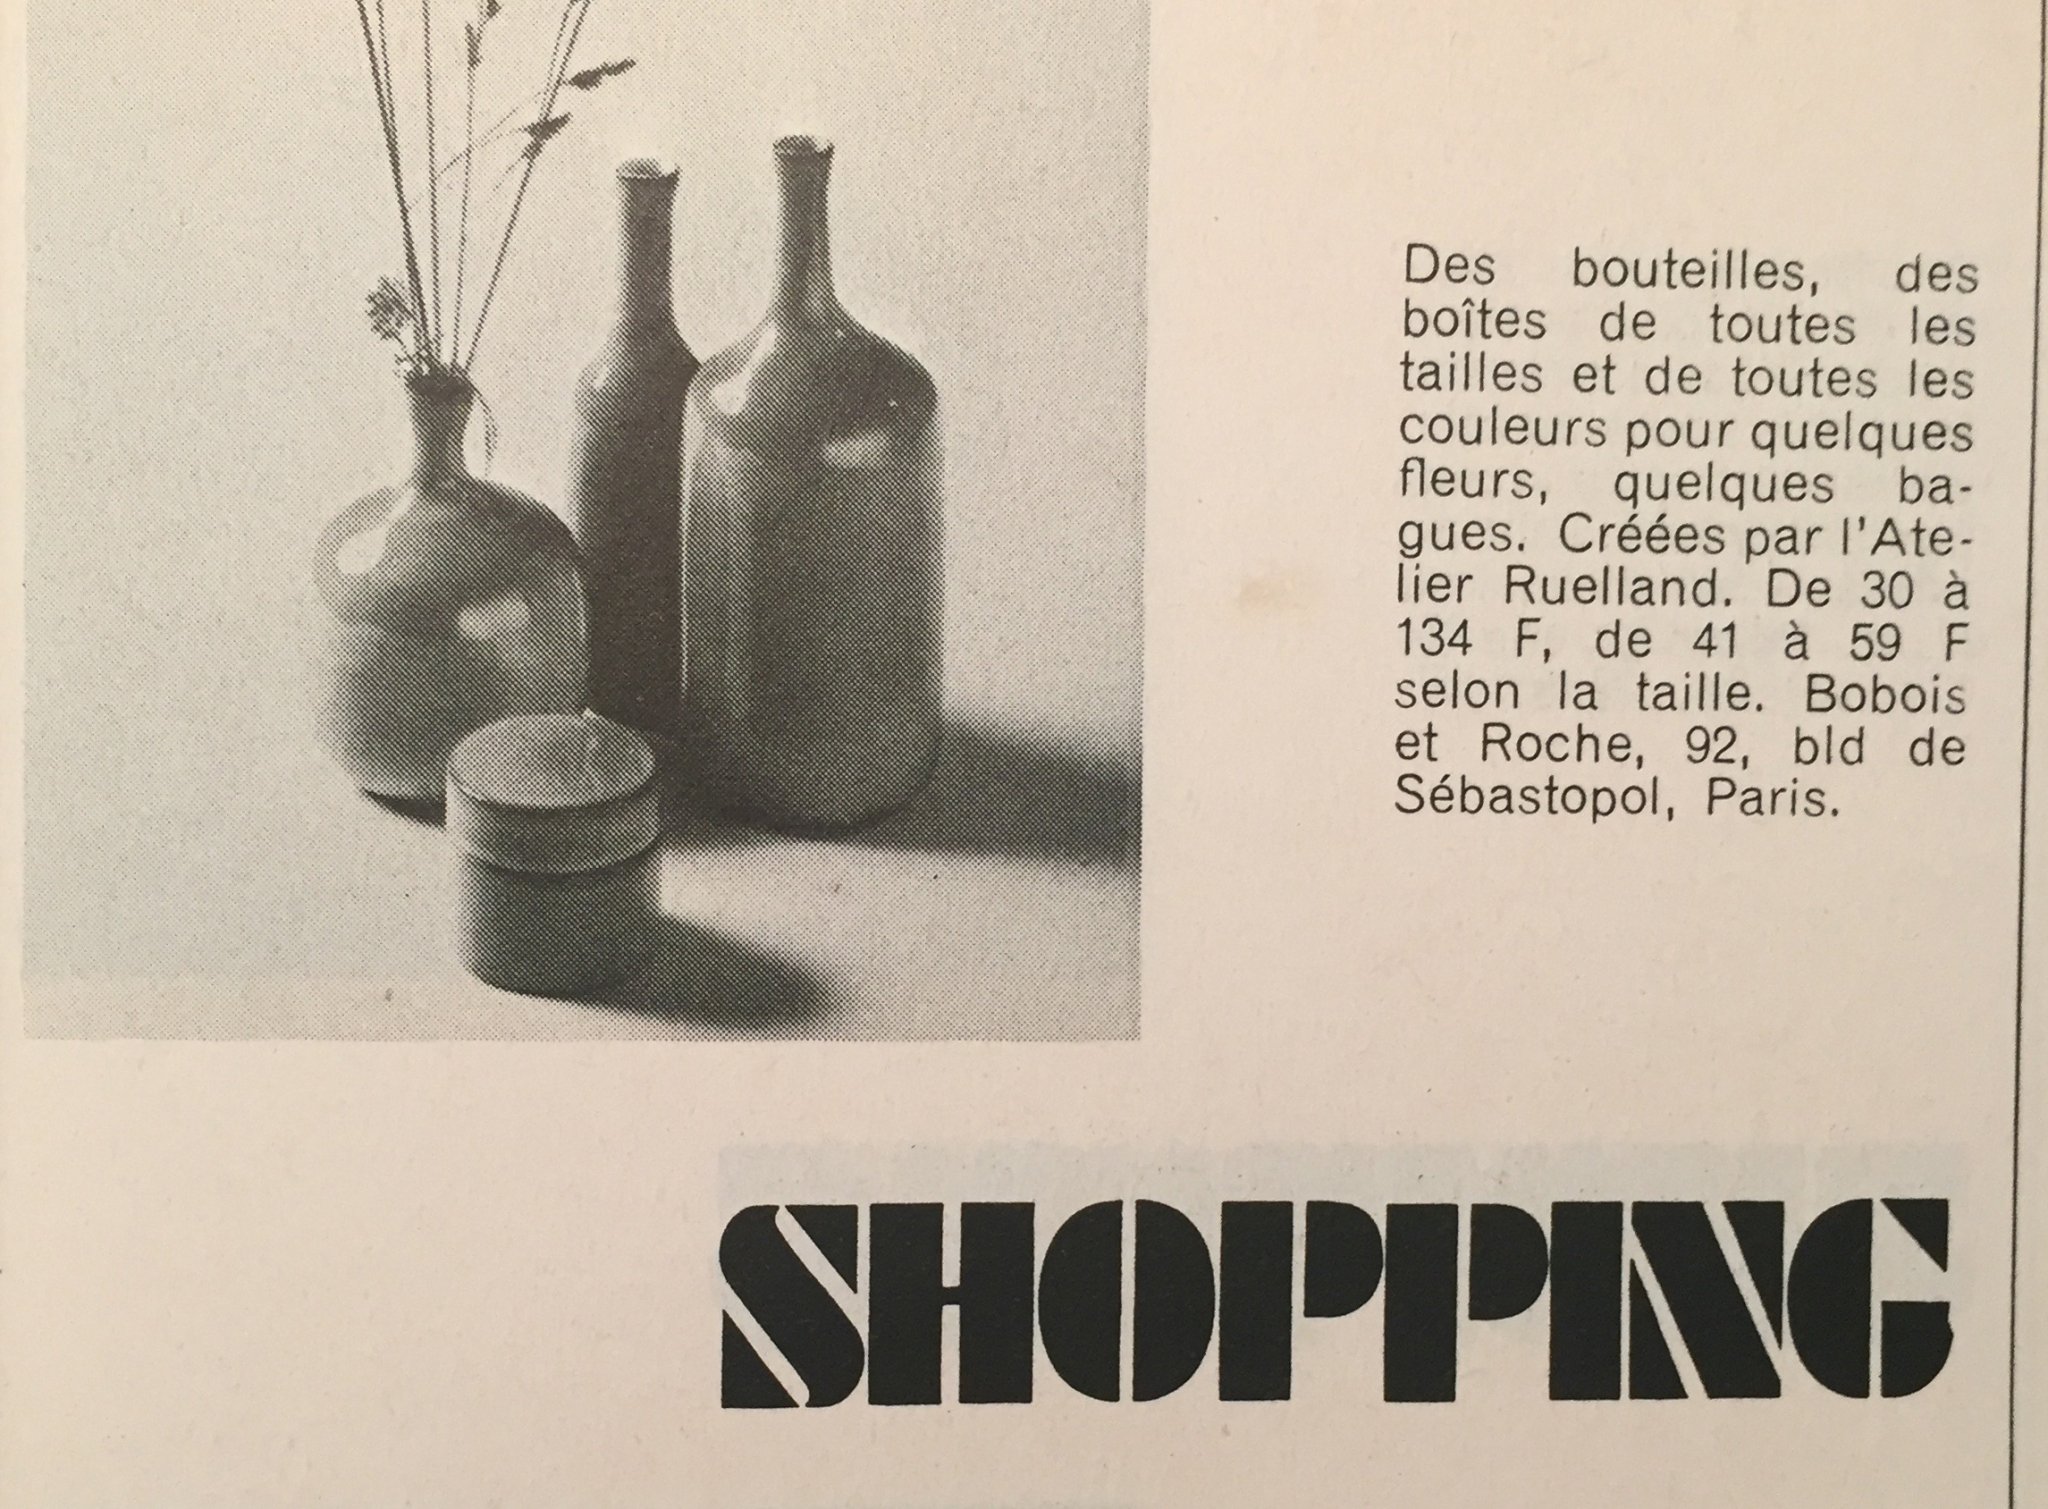 Des bouteilles, des
boîtes de toutes les
tailles et de toutes les
couleurs pour quelques
fleurs, quelques ba-
gues. Créées par l'Ate-
lier Ruelland. De 30 à
134 F, de 41 à 59 F
selon la taille. Bobois
et Roche, 92, bld de
Sébastopol, Paris.
SHOPPING